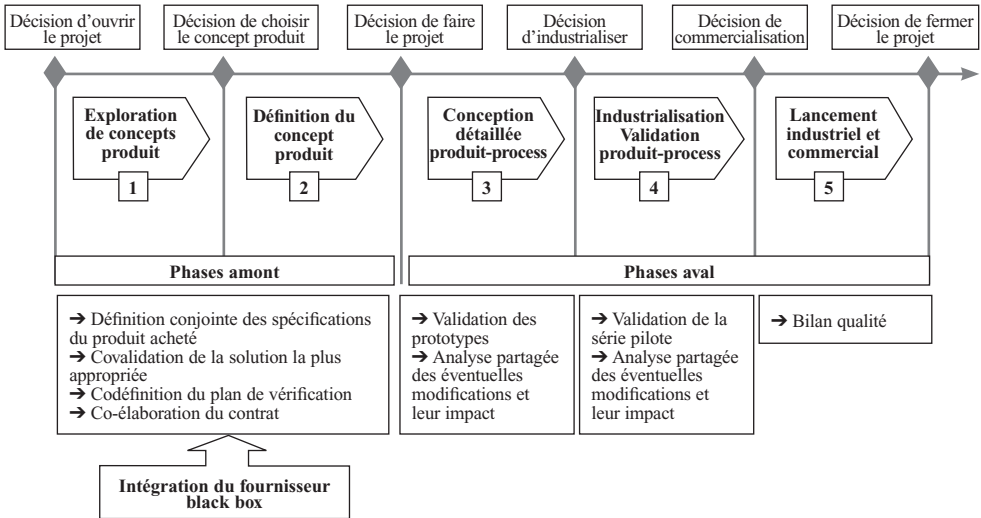 Décision d’ouvrir
le projet
Décision de choisir
le concept produit
Décision de faire
le projet
Décision
d’industrialiser
Décision de
commercialisation
Décision de fermer
le projet
Exploration
de concepts
produit
1
Définition du
concept
produit
2
Conception
détaillée
produit-process
3
Industrialisation
Validation
produit-process
4
Lancement
industriel et
commercial
5
Phases amont
Phases aval
➔ Définition conjointe des spécifications
du produit acheté
➔ Covalidation de la solution la plus
appropriée
➔ Codéfinition du plan de vérification
➔ Co-élaboration du contrat
➔ Validation des
prototypes
➔ Analyse partagée
des éventuelles
modifications et
leur impact
➔ Validation de la
série pilote
➔ Analyse partagée
des éventuelles
modifications et
leur impact
➔ Bilan qualité
Intégration du fournisseur
black box